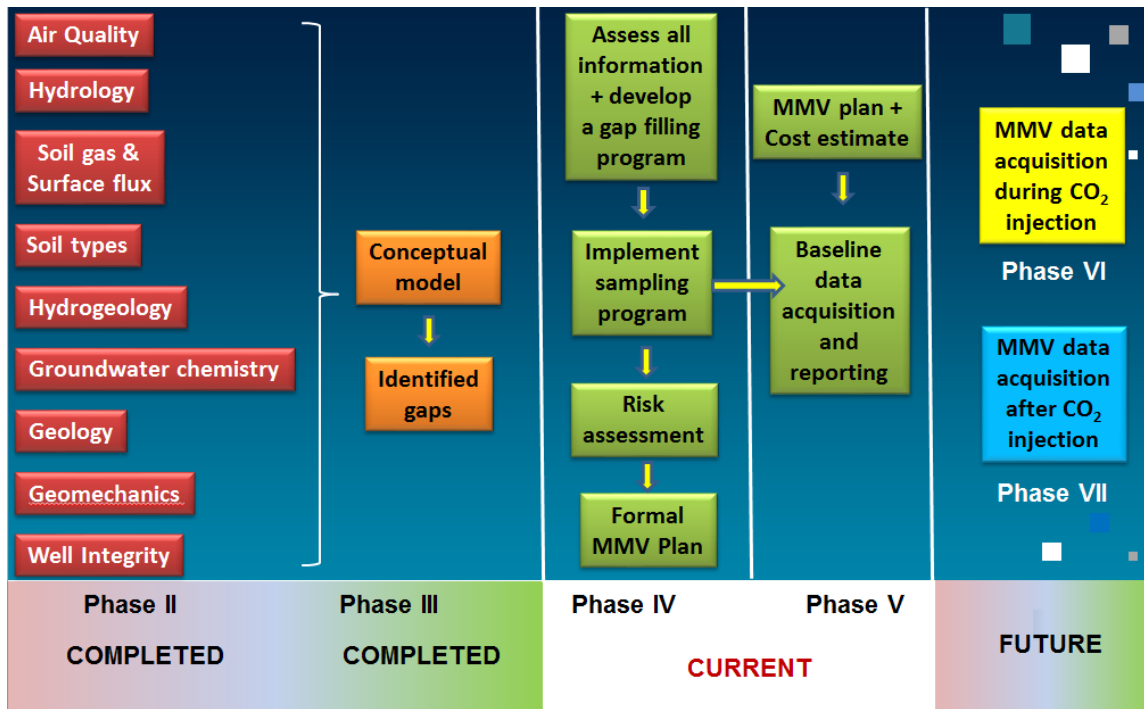 Air Quality
Hydrology
Soil gas &
Surface flux
Soil types
Hydrogeology
Groundwater chemistry
Geology
Geomechanics
Well Integrity
Conceptual
model
Identified
gaps
Assess all
information
+ develop
a gap filling
program
Implement
sampling
program
Risk
assessment
Formal
MMV Plan
MMV plan +
Cost estimate
Baseline
data
acquisition
and
reporting
MMV data
acquisition
during CO₂
injection
Phase VI
MMV data
acquisition
after CO₂
injection
Phase VII
Phase II
COMPLETED
Phase III
COMPLETED
Phase IV
Phase V
CURRENT
FUTURE